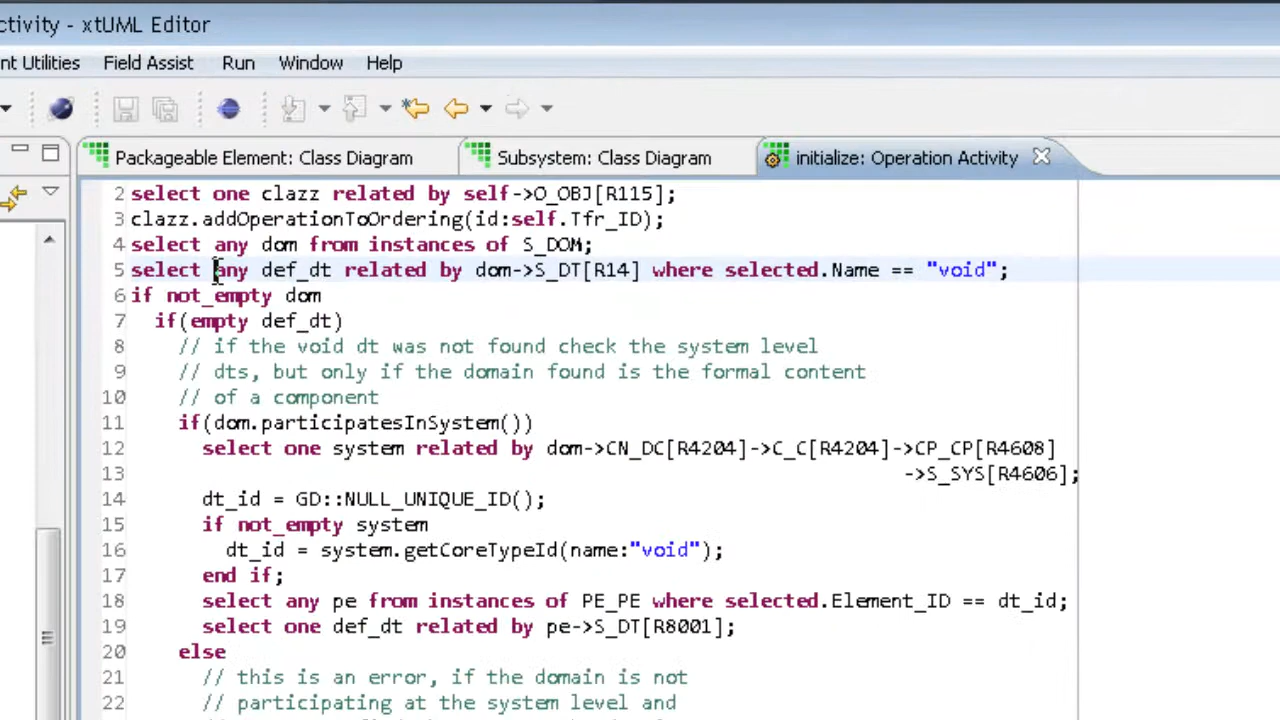 ctivity - xtUML Editor
nt Utilities Field Assist Run Window Help
Packageable Element: Class Diagram Subsystem: Class Diagram initialize: Operation Activity
2 select one clazz related by self->O_OBJ[R115];
3 clazz.addOperationToOrdering(id:self.Tfr_ID);
4 select any dom from instances of S_DOM;
5 select any def_dt related by dom->S_DT[R14] where selected.Name == "void";
6 if not_empty dom
7 if(empty def_dt)
8 // if the void dt was not found check the system level
9 // dts, but only if the domain found is the formal content
10 // of a component
11 if(dom.participatesInSystem())
12 select one system related by dom->CN_DC[R4204]->C_C[R4204]->CP_CP[R4608]
13 ->S_SYS[R4606];
14 dt_id = GD::NULL_UNIQUE_ID();
15 if not_empty system
16 dt_id = system.getCoreTypeId(name:"void");
17 end if;
18 select any pe from instances of PE_PE where selected.Element_ID == dt_id;
19 select one def_dt related by pe->S_DT[R8001];
20 else
21 // this is an error, if the domain is not
22 // participating at the system level and